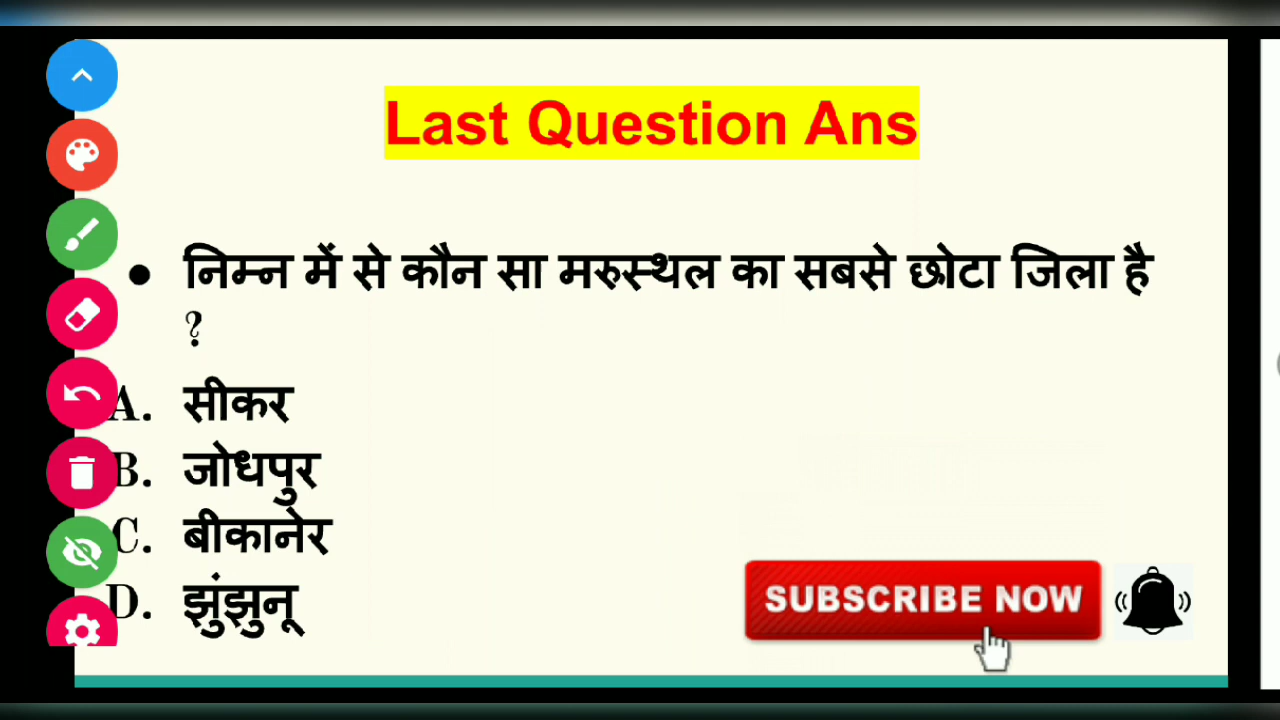 Last Question Ans
● निम्न में से कौन सा मरुस्थल का सबसे छोटा जिला है
?
A. सीकर
B. जोधपुर
C. बीकानेर
D. झुंझुनू
SUBSCRIBE NOW